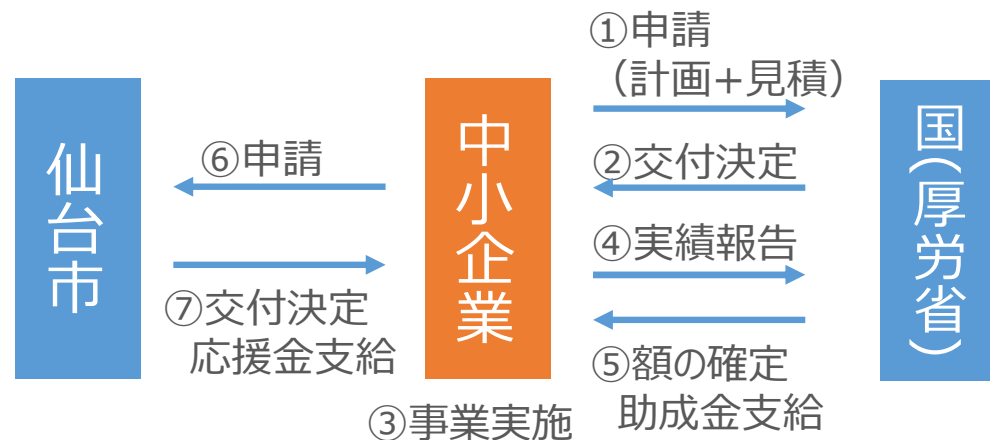 仙台市
⑥申請
⑦交付決定
応援金支給
中小企業
③事業実施
①申請
（計画+見積）
②交付決定
④実績報告
⑤額の確定
助成金支給
国(厚労省)